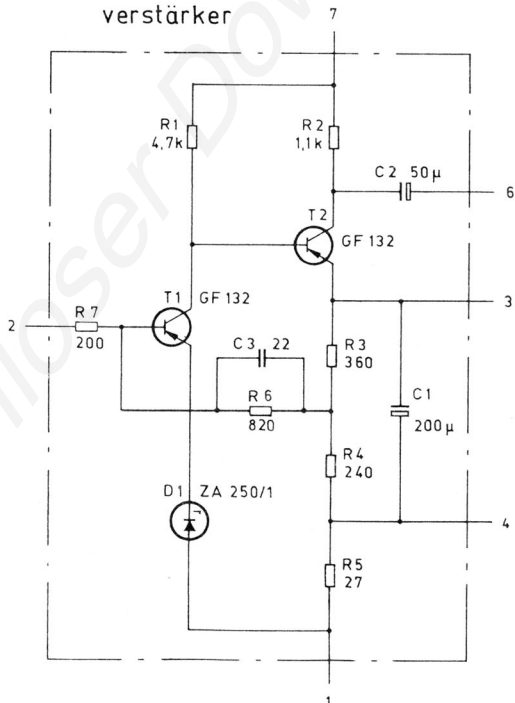 verstärker
7
R1
4,7k
R2
1,1k
C2 50µ
6
T2
GF 132
T1 GF 132
3
2
R7
200
C3 22
R3
360
R6
820
C1
200µ
R4
240
D1 ZA 250/1
4
R5
27
1